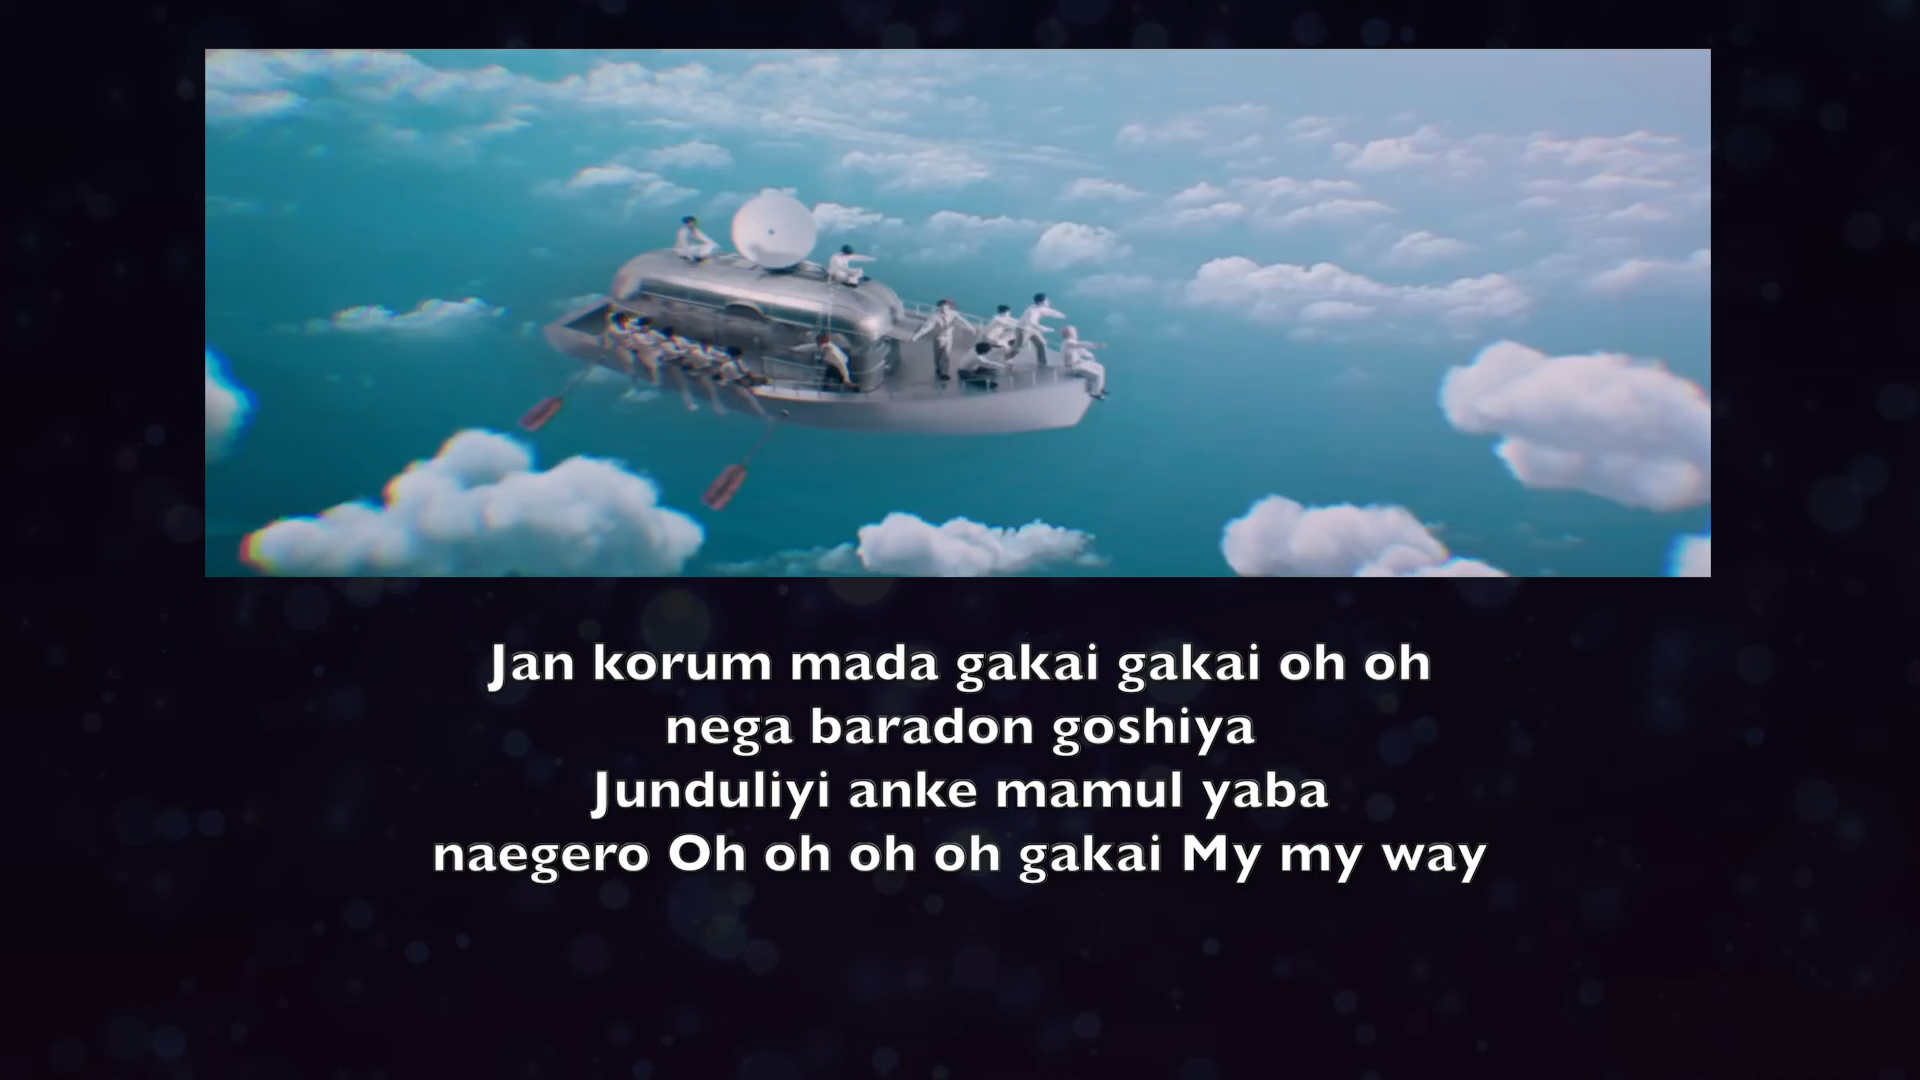 Jan korum mada gakai gakai oh oh
nega baradon goshiya
Junduliyi anke mamul yaba
naegero Oh oh oh oh gakai My my way